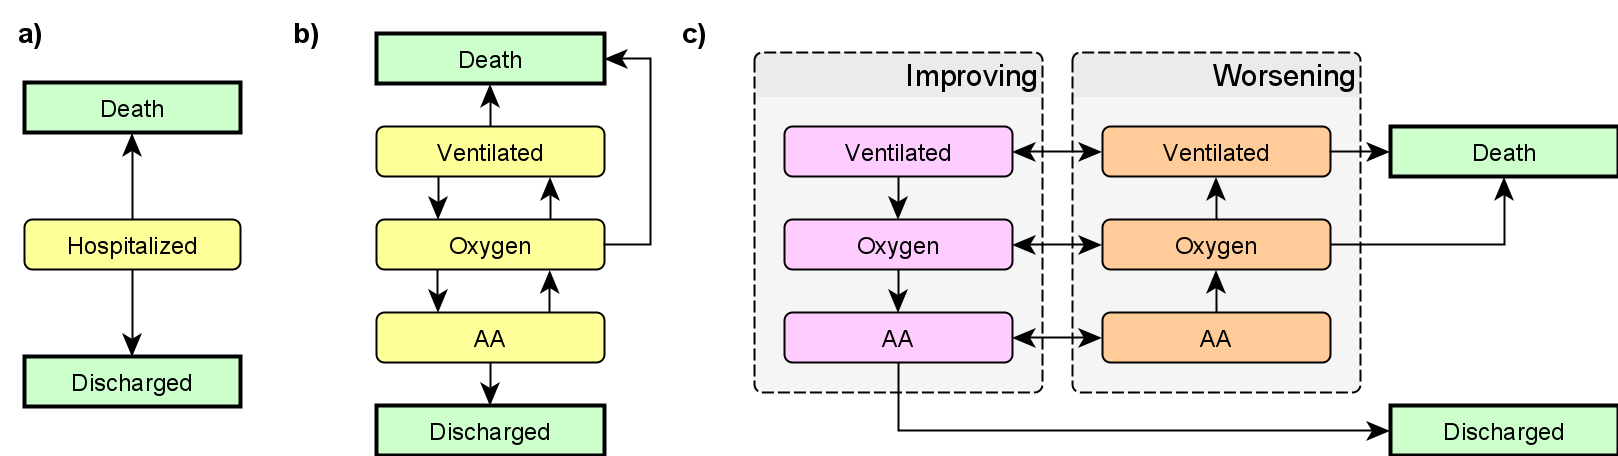 a)
Death
Hospitalized
Discharged
b)
Death
Ventilated
Oxygen
AA
Discharged
c)
Improving
Worsening
Ventilated
Ventilated
Death
Oxygen
Oxygen
AA
AA
Discharged